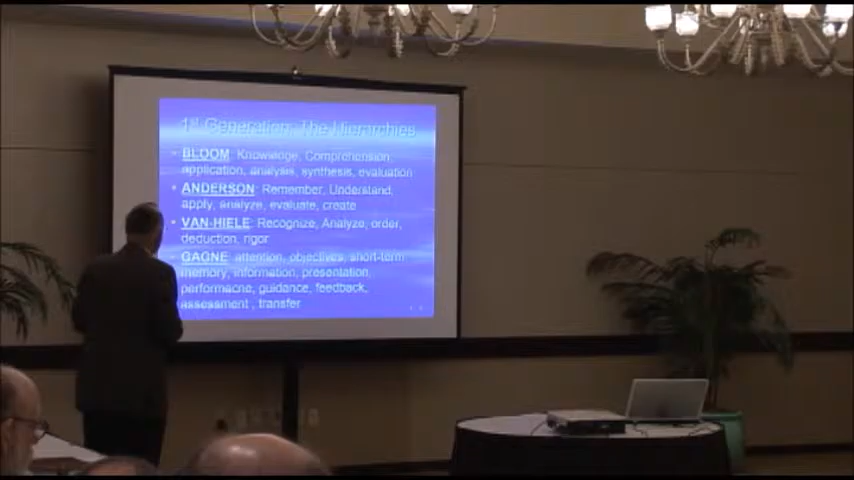 1st Generation: The Hierarchies
• BLOOM: Knowledge, Comprehension,
application, analysis, synthesis, evaluation
• ANDERSON: Remember, Understand,
apply, analyze, evaluate, create
• VAN-HIELE: Recognize, Analyze, order,
deduction, rigor
• GAGNE: attention, objectives, short-term
memory, information, presentation,
performacne, guidance, feedback,
assessment , transfer